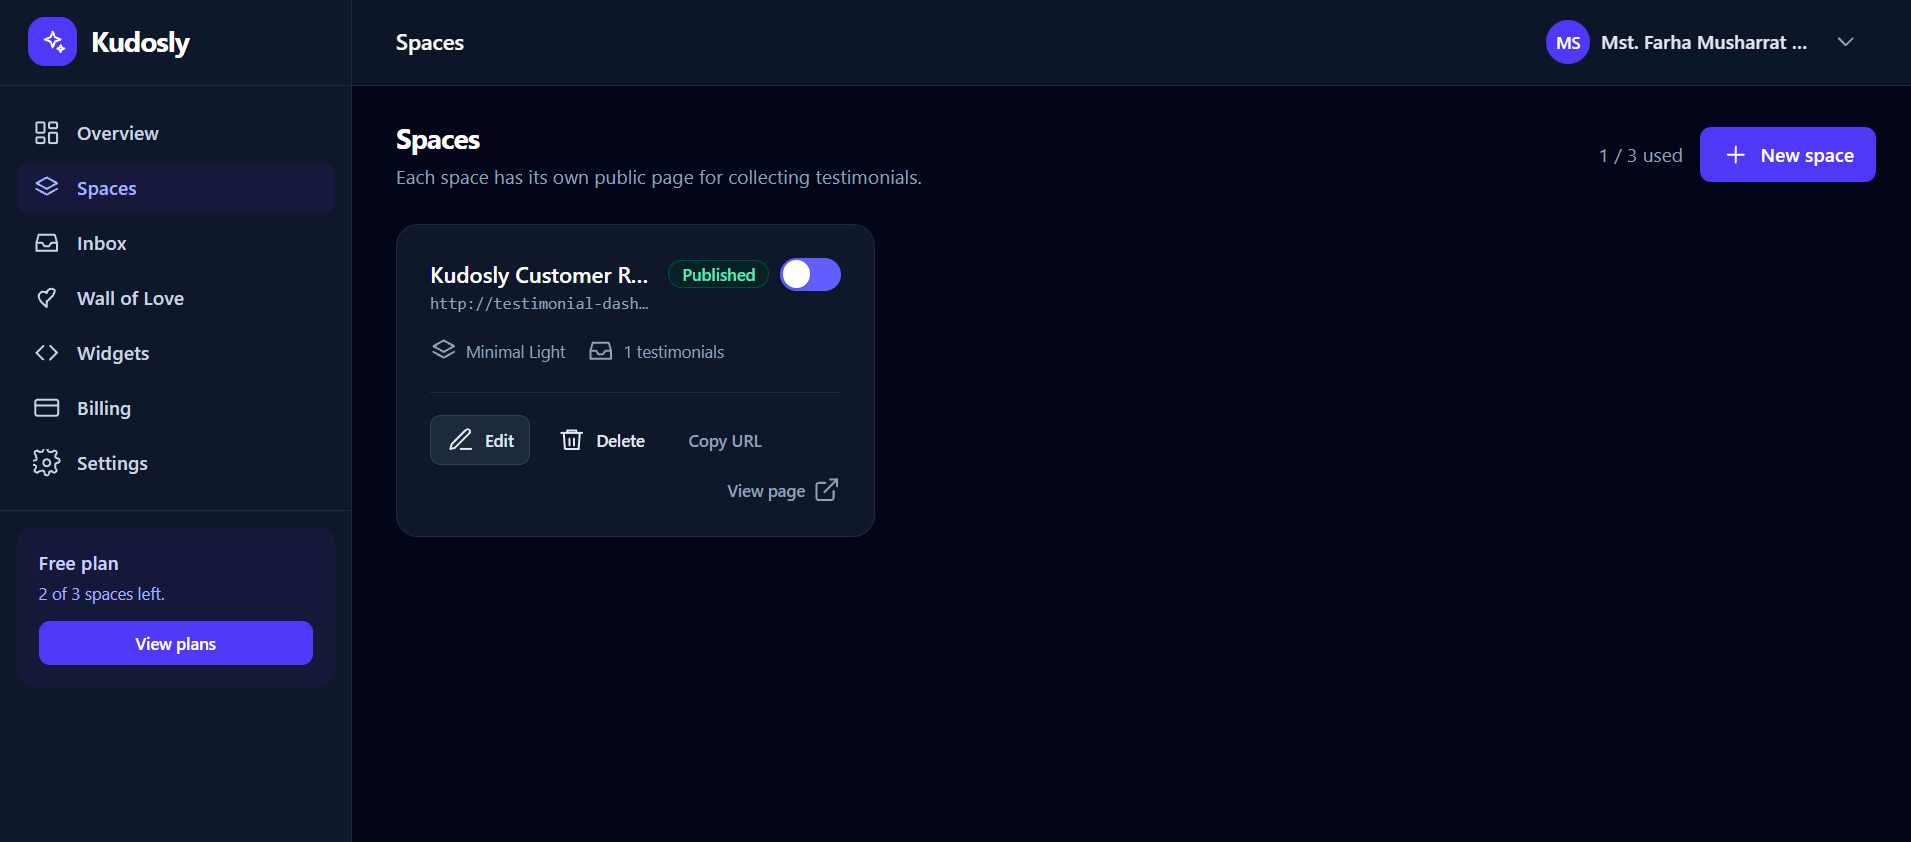 Kudosly
Spaces
MS Mst. Farha Musharrat ...
Overview
Spaces
Inbox
Wall of Love
Widgets
Billing
Settings
Free plan
2 of 3 spaces left.
View plans
Spaces
Each space has its own public page for collecting testimonials.
1 / 3 used
New space
Kudosly Customer R... Published
http://testimonial-dash…
Minimal Light 1 testimonials
Edit Delete Copy URL
View page